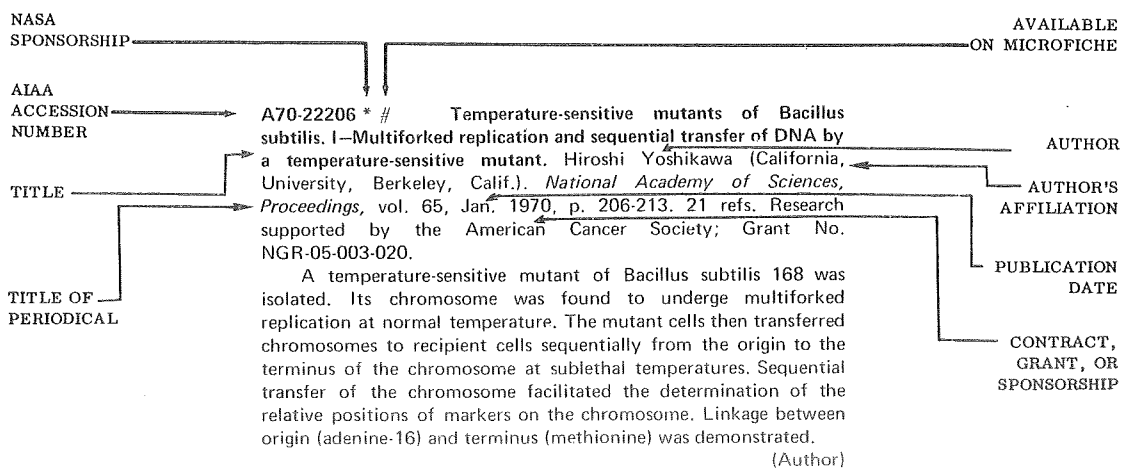 NASA
SPONSORSHIP
AVAILABLE
ON MICROFICHE
AIAA
ACCESSION
NUMBER
A70-22206 * # Temperature-sensitive mutants of Bacillus
subtilis. I—Multiforked replication and sequential transfer of DNA by
a temperature-sensitive mutant. Hiroshi Yoshikawa (California,
University, Berkeley, Calif.). National Academy of Sciences,
Proceedings, vol. 65, Jan. 1970, p. 206-213. 21 refs. Research
supported by the American Cancer Society; Grant No.
NGR-05-003-020.
AUTHOR
TITLE
AUTHOR'S
AFFILIATION
A temperature-sensitive mutant of Bacillus subtilis 168 was
isolated. Its chromosome was found to underge multiforked
replication at normal temperature. The mutant cells then transferred
chromosomes to recipient cells sequentially from the origin to the
terminus of the chromosome at sublethal temperatures. Sequential
transfer of the chromosome facilitated the determination of the
relative positions of markers on the chromosome. Linkage between
origin (adenine-16) and terminus (methionine) was demonstrated.
(Author)
PUBLICATION
DATE
TITLE OF
PERIODICAL
CONTRACT,
GRANT, OR
SPONSORSHIP